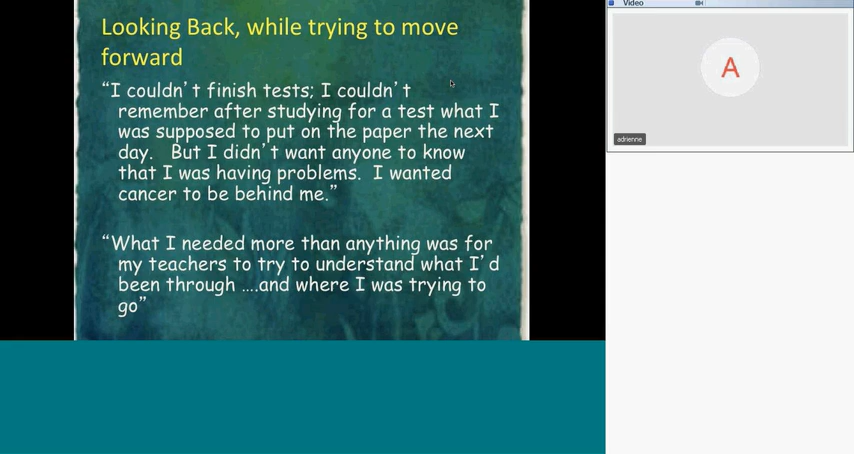 Looking Back, while trying to move
forward
“I couldn’t finish tests; I couldn’t
remember after studying for a test what I
was supposed to put on the paper the next
day. But I didn’t want anyone to know
that I was having problems. I wanted
cancer to be behind me.”
“What I needed more than anything was for
my teachers to try to understand what I’d
been through ….and where I was trying to
go”
Video
A
adrienne